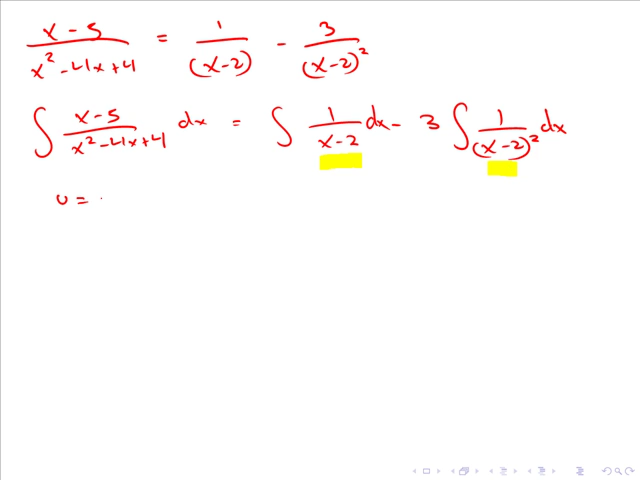 x-5/x²-4x+4 = 1/(x-2) - 3/(x-2)²
∫ x-5/x²-4x+4 dx = ∫ 1/x-2 dx - 3 ∫ 1/(x-2)² dx
u =